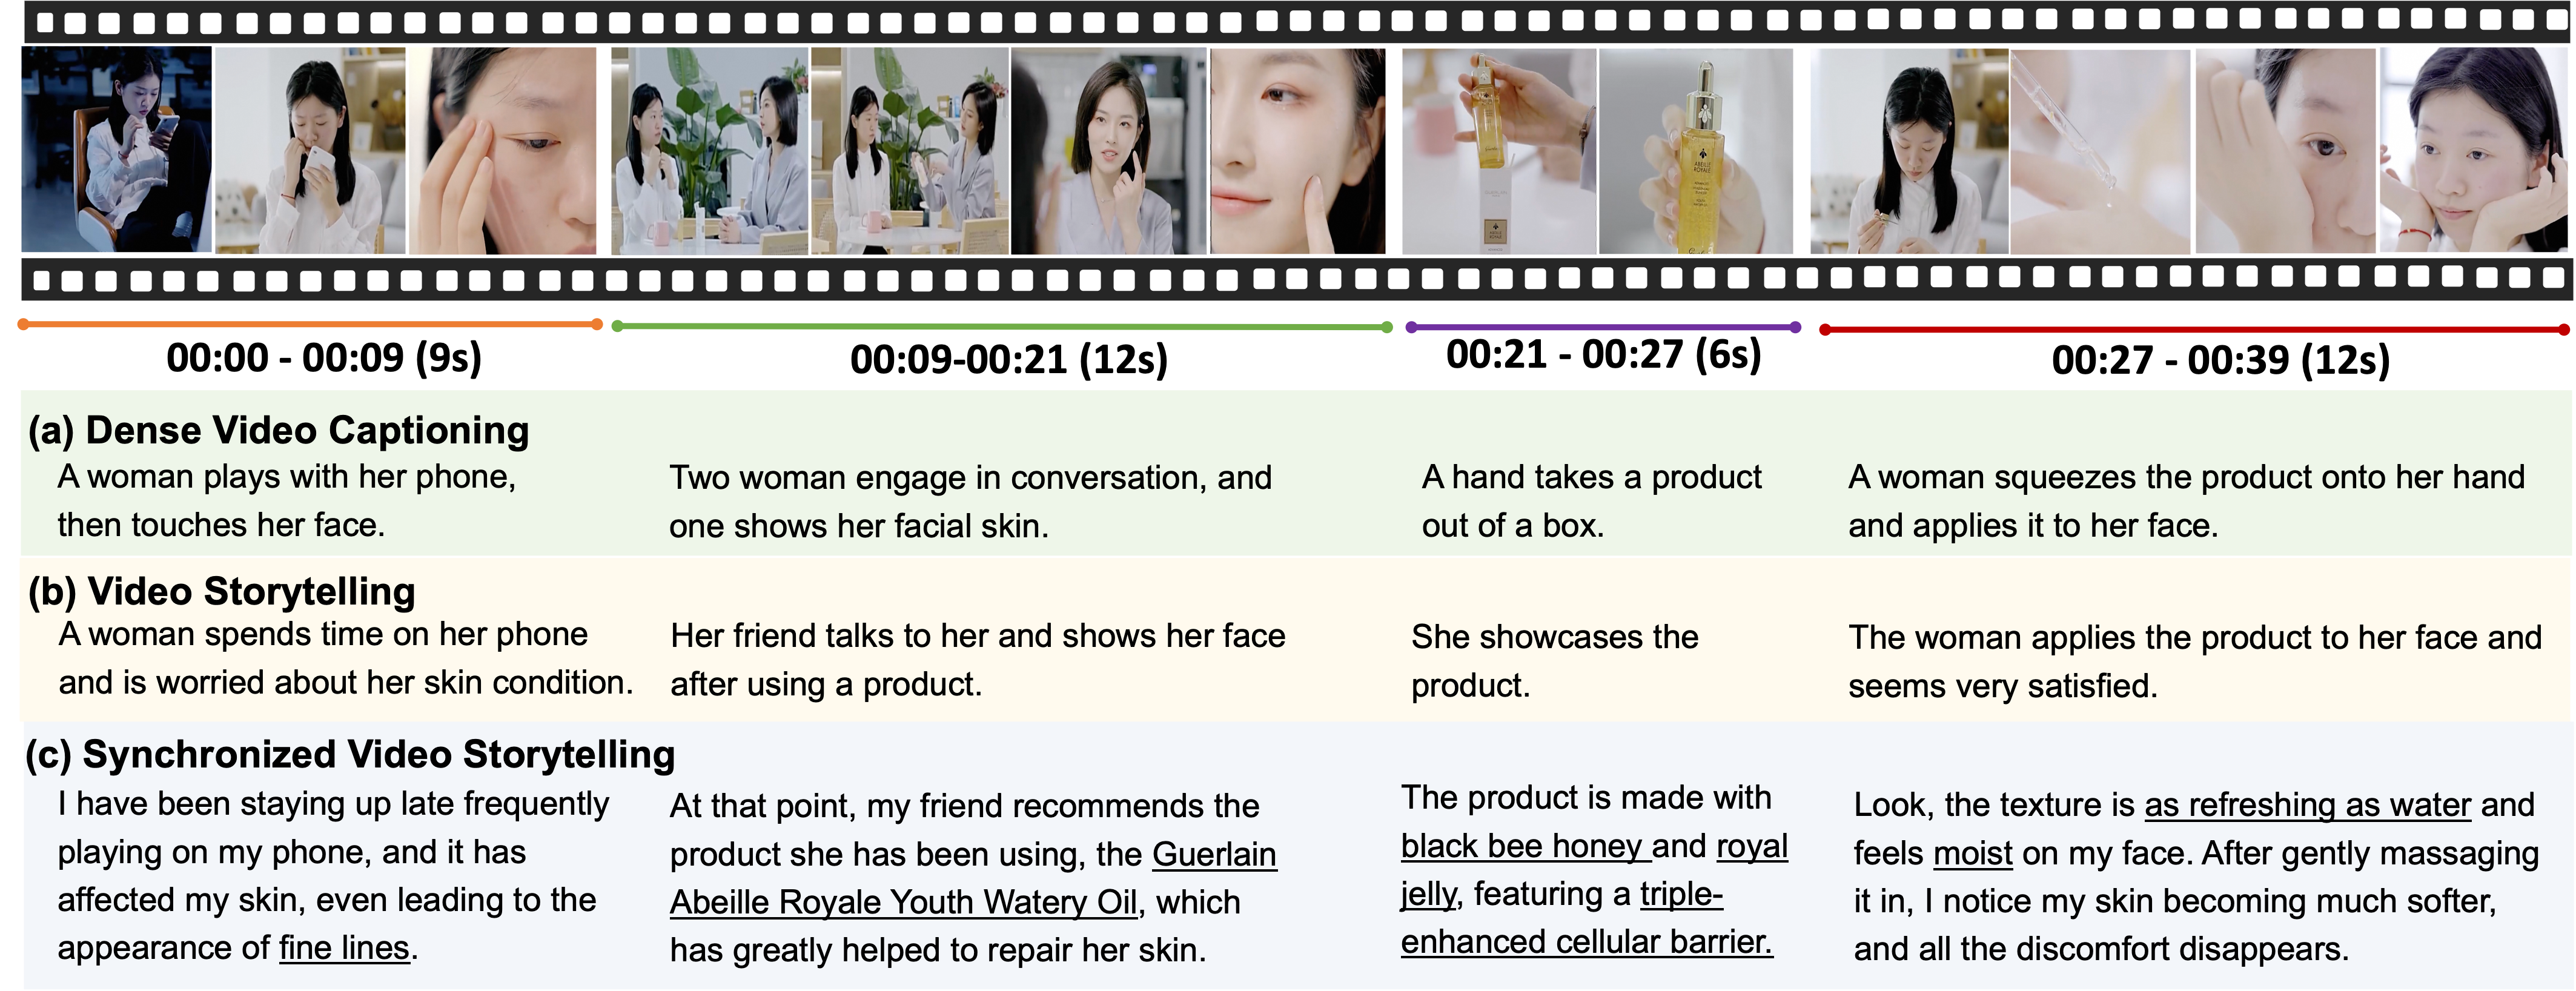 ABEILLE
ROYALE
00:00 - 00:09 (9s)
00:09-00:21 (12s)
00:21 - 00:27 (6s)
00:27 - 00:39 (12s)
(a) Dense Video Captioning
A woman plays with her phone,
then touches her face.
Two woman engage in conversation, and
one shows her facial skin.
A hand takes a product
out of a box.
A woman squeezes the product onto her hand
and applies it to her face.
(b) Video Storytelling
A woman spends time on her phone
and is worried about her skin condition.
Her friend talks to her and shows her face
after using a product.
She showcases the
product.
The woman applies the product to her face and
seems very satisfied.
(c) Synchronized Video Storytelling
I have been staying up late frequently
playing on my phone, and it has
affected my skin, even leading to the
appearance of fine lines.
At that point, my friend recommends the
product she has been using, the Guerlain
Abeille Royale Youth Watery Oil, which
has greatly helped to repair her skin.
The product is made with
black bee honey and royal
jelly, featuring a triple-
enhanced cellular barrier.
Look, the texture is as refreshing as water and
feels moist on my face. After gently massaging
it in, I notice my skin becoming much softer,
and all the discomfort disappears.